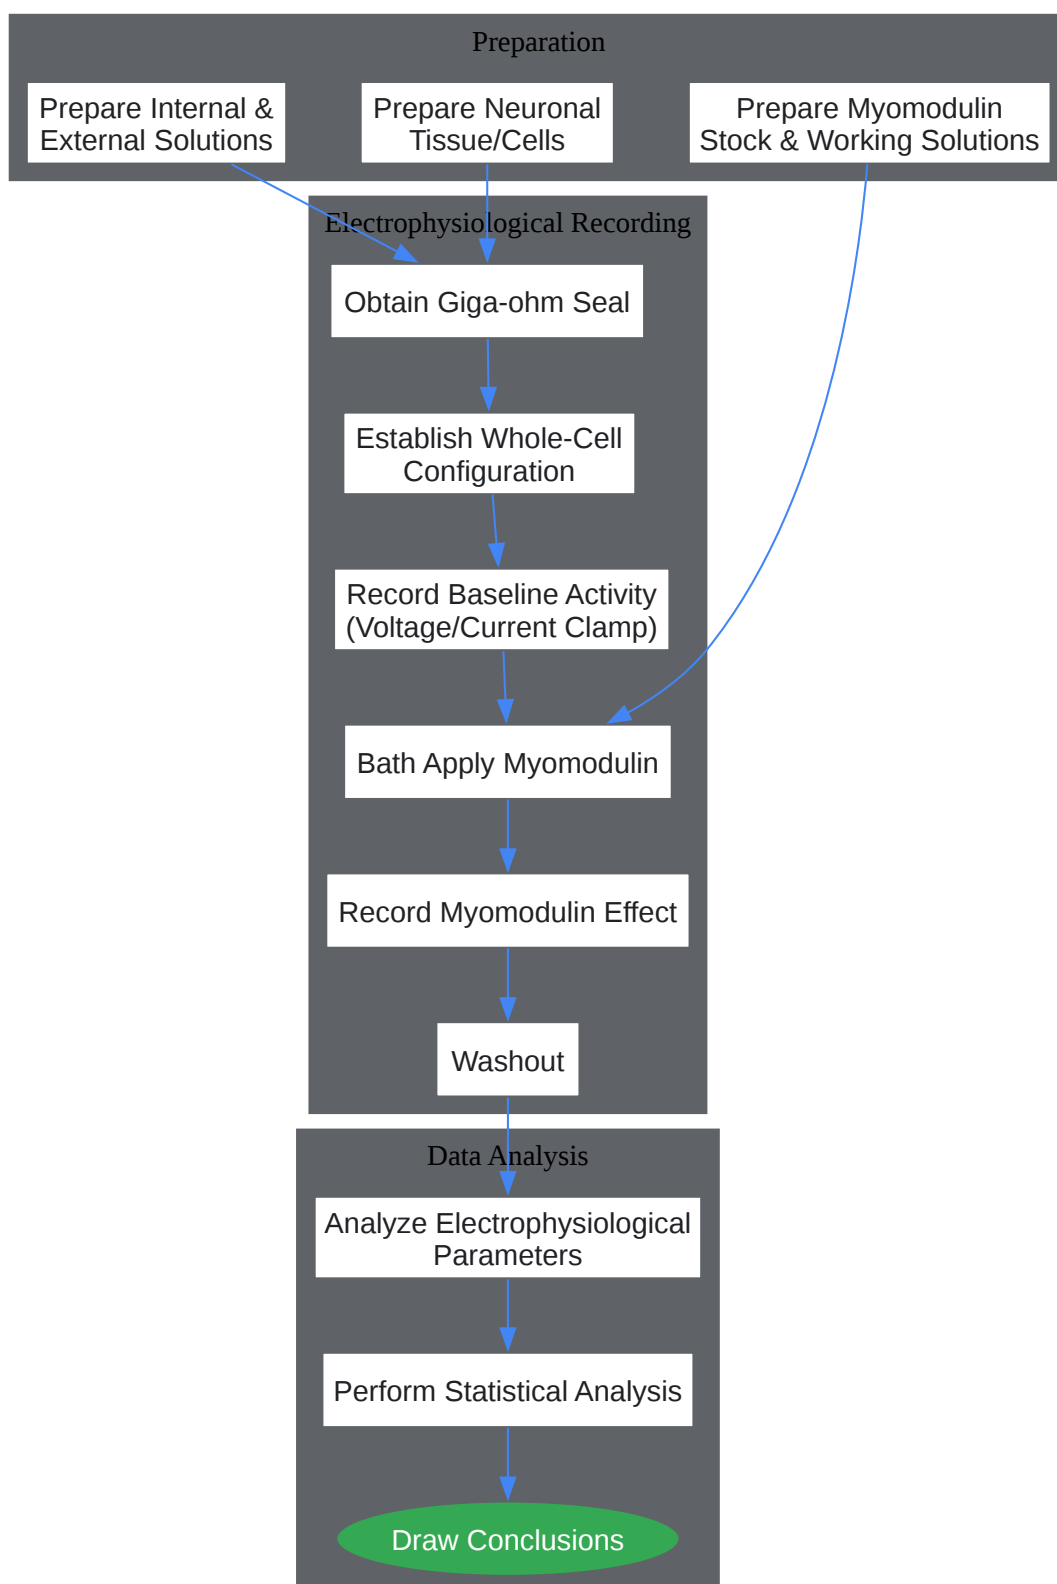 Preparation
Prepare Internal &
External Solutions
Prepare Neuronal
Tissue/Cells
Prepare Myomodulin
Stock & Working Solutions
Electrophysiological Recording
Obtain Giga-ohm Seal
Establish Whole-Cell
Configuration
Record Baseline Activity
(Voltage/Current Clamp)
Bath Apply Myomodulin
Record Myomodulin Effect
Washout
Data Analysis
Analyze Electrophysiological
Parameters
Perform Statistical Analysis
Draw Conclusions